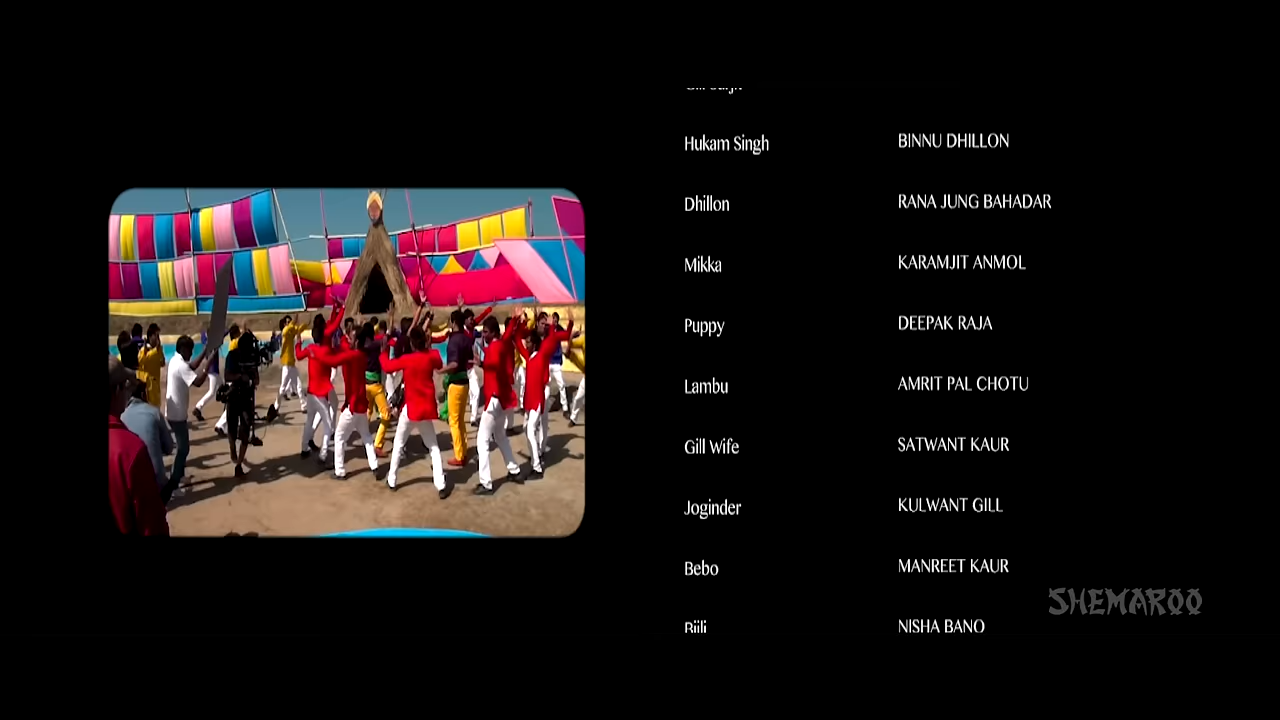 Hukam Singh BINNU DHILLON
Dhillon RANA JUNG BAHADAR
Mikka KARAMJIT ANMOL
Puppy DEEPAK RAJA
Lambu AMRIT PAL CHOTU
Gill Wife SATWANT KAUR
Joginder KULWANT GILL
Bebo MANREET KAUR
Bijli NISHA BANO
SHEMAROO